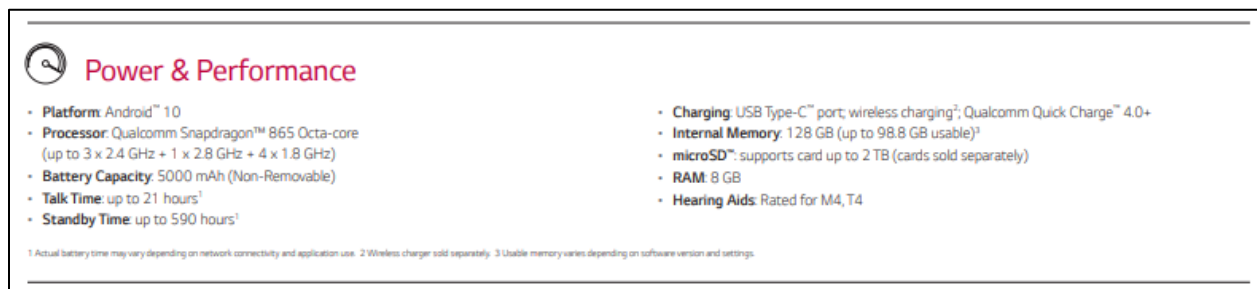 Power & Performance
• Platform: Android™ 10
• Processor: Qualcomm Snapdragon™ 865 Octa-core
(up to 3 x 2.4 GHz + 1 x 2.8 GHz + 4 x 1.8 GHz)
• Battery Capacity: 5000 mAh (Non-Removable)
• Talk Time: up to 21 hours¹
• Standby Time: up to 590 hours¹
• Charging: USB Type-C™ port; wireless charging²; Qualcomm Quick Charge™ 4.0+
• Internal Memory: 128 GB (up to 98.8 GB usable)³
• microSD™: supports card up to 2 TB (cards sold separately)
• RAM: 8 GB
• Hearing Aids: Rated for M4, T4
1 Actual battery time may vary depending on network connectivity and application use. 2 Wireless charger sold separately. 3 Usable memory varies depending on software version and settings.